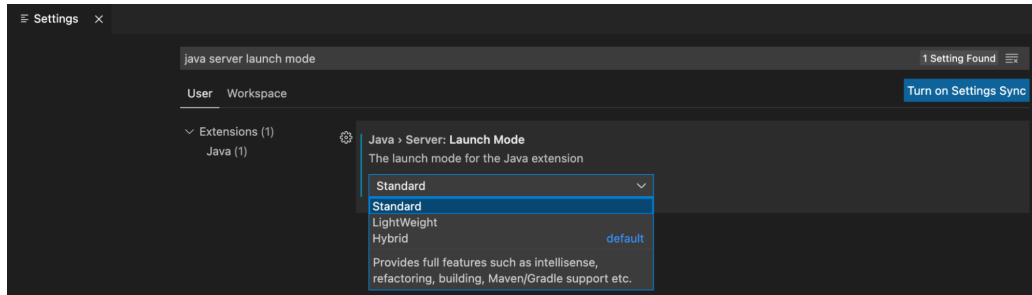 Settings
java server launch mode
1 Setting Found
User Workspace
Turn on Settings Sync
Extensions (1)
Java (1)
Java › Server: Launch Mode
The launch mode for the Java extension
Standard
Standard
LightWeight
Hybrid default
Provides full features such as intellisense,
refactoring, building, Maven/Gradle support etc.